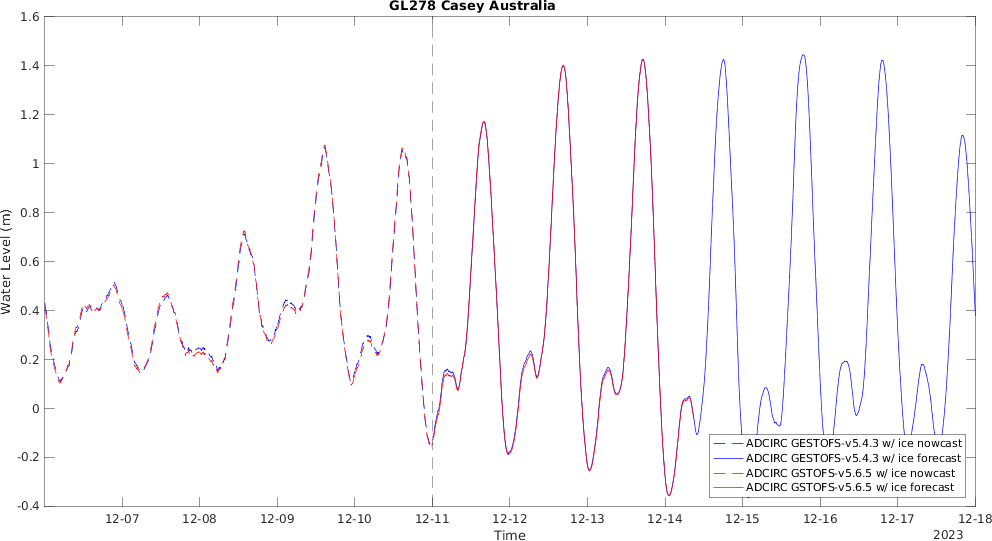 GL278 Casey Australia
1.6
1.4
1.2
1
0.8
0.6
0.4
0.2
0
-0.2
-0.4
Water Level (m)
ADCIRC GESTOFS-v5.4.3 w/ ice nowcast
ADCIRC GESTOFS-v5.4.3 w/ ice forecast
ADCIRC GSTOFS-v5.6.5 w/ ice nowcast
ADCIRC GSTOFS-v5.6.5 w/ ice forecast
12-07 12-08 12-09 12-10 12-11 12-12 12-13 12-14 12-15 12-16 12-17 12-18
Time
2023